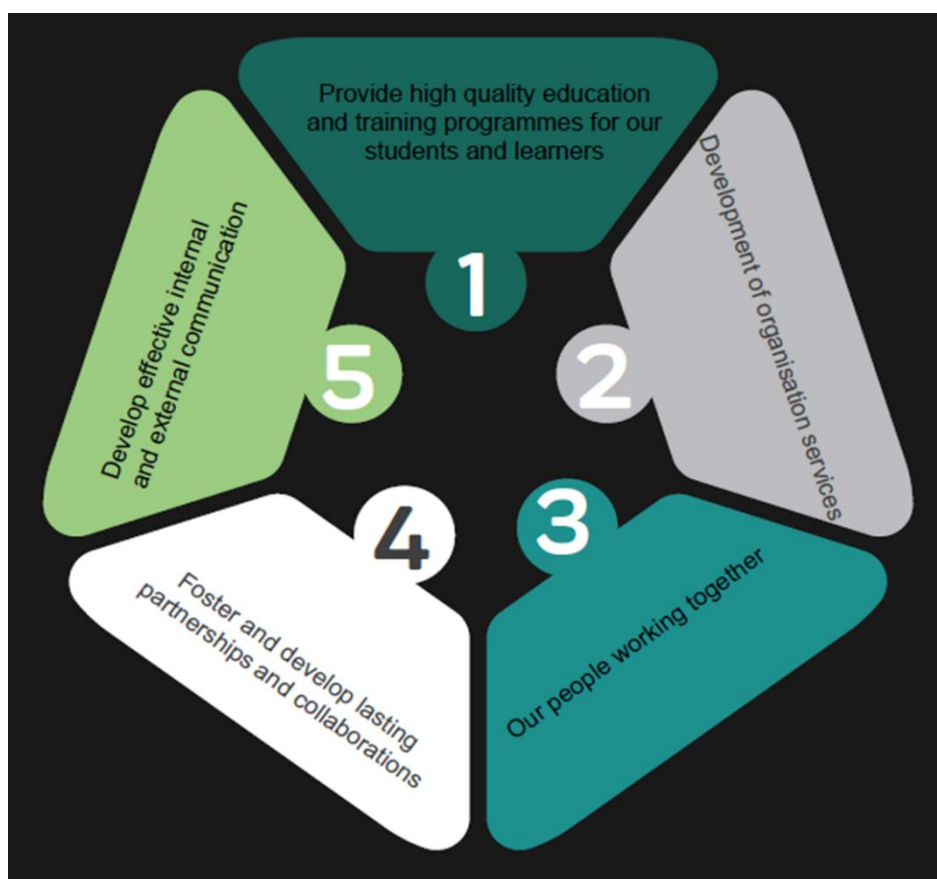 Provide high quality education
and training programmes for our
students and learners
1
Development of organisation services
2
Our people working together
3
Foster and develop lasting
partnerships and collaborations
4
Develop effective internal
and external communication
5